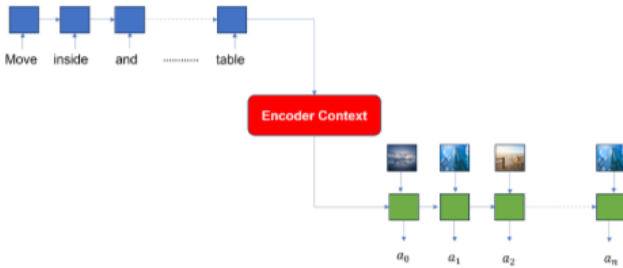 Move inside and ............ table
Encoder Context
a₀ a₁ a₂ aₙ